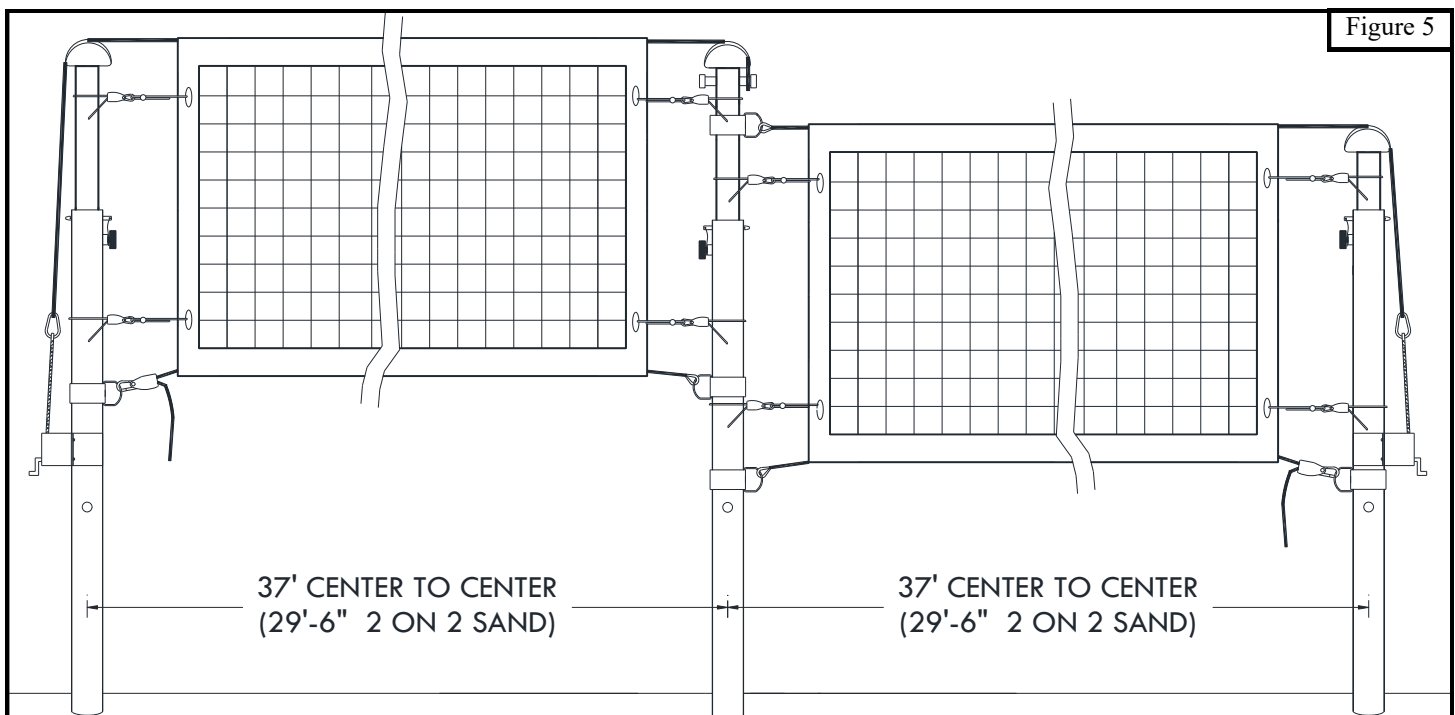 Figure 5
37' CENTER TO CENTER
(29'-6" 2 ON 2 SAND)
37' CENTER TO CENTER
(29'-6" 2 ON 2 SAND)